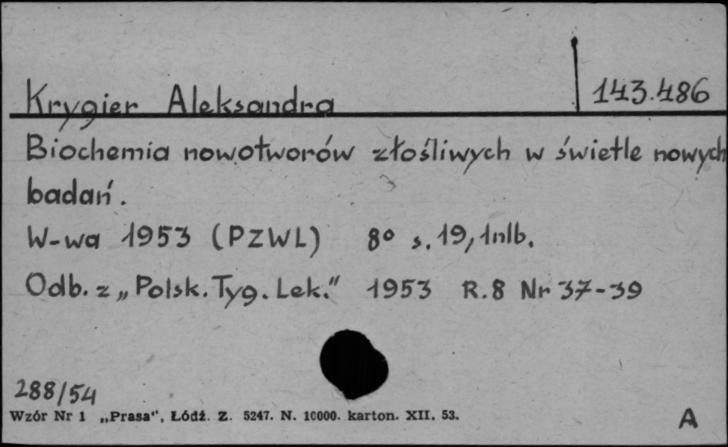 Krygier Aleksandra
143.486
Biochemia nowotworów złośliwych w świetle nowych
badań.
W-wa 1953 (PZWL) 8° s. 19, 1nlb.
Odb. z „Polsk. Tyg. Lek." 1953 R.8 Nr 37-39
288/54
Wzór Nr 1 „Prasa", Łódź. Z. 5247. N. 10000. karton. XII. 53.
A